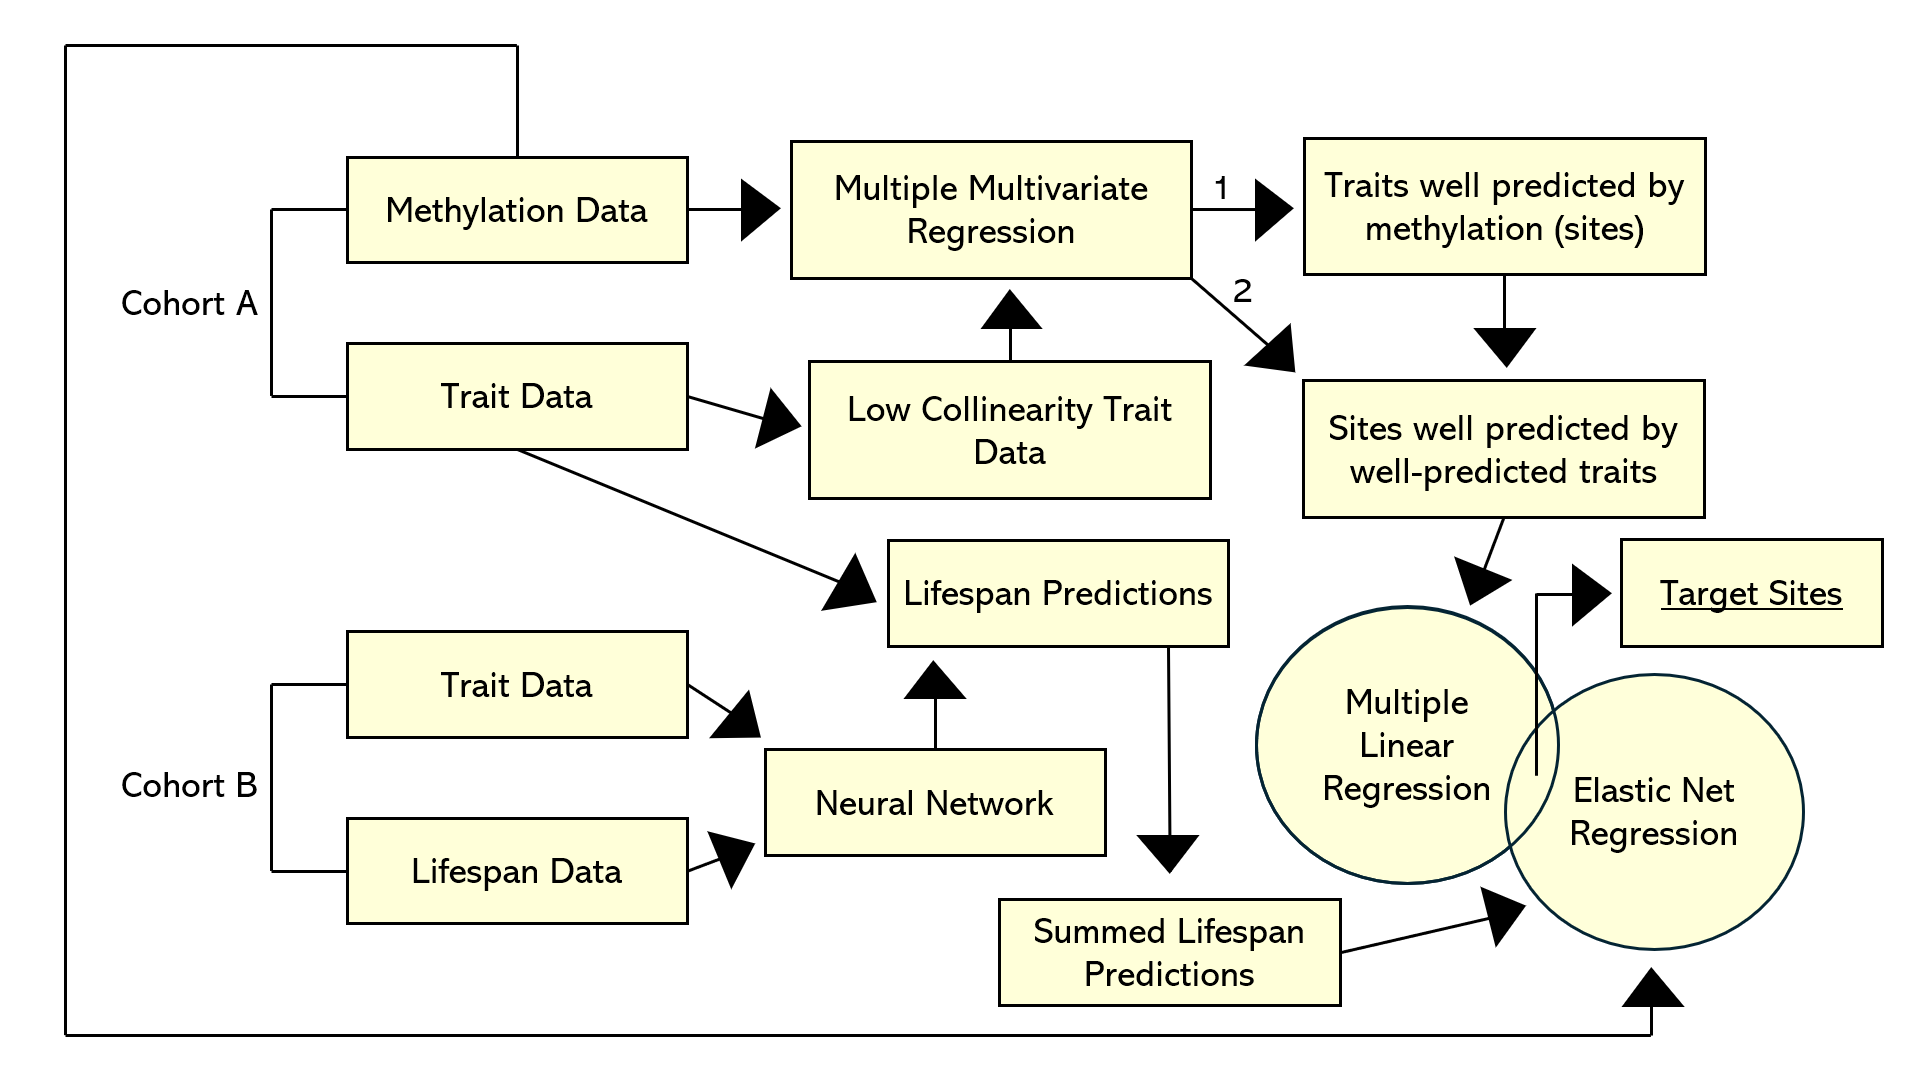 Methylation Data
Multiple Multivariate
Regression
1
Traits well predicted by
methylation (sites)
2
Cohort A
Trait Data
Low Collinearity Trait
Data
Sites well predicted by
well-predicted traits
Lifespan Predictions
Target Sites
Trait Data
Multiple
Linear
Regression
Cohort B
Neural Network
Elastic Net
Regression
Lifespan Data
Summed Lifespan
Predictions